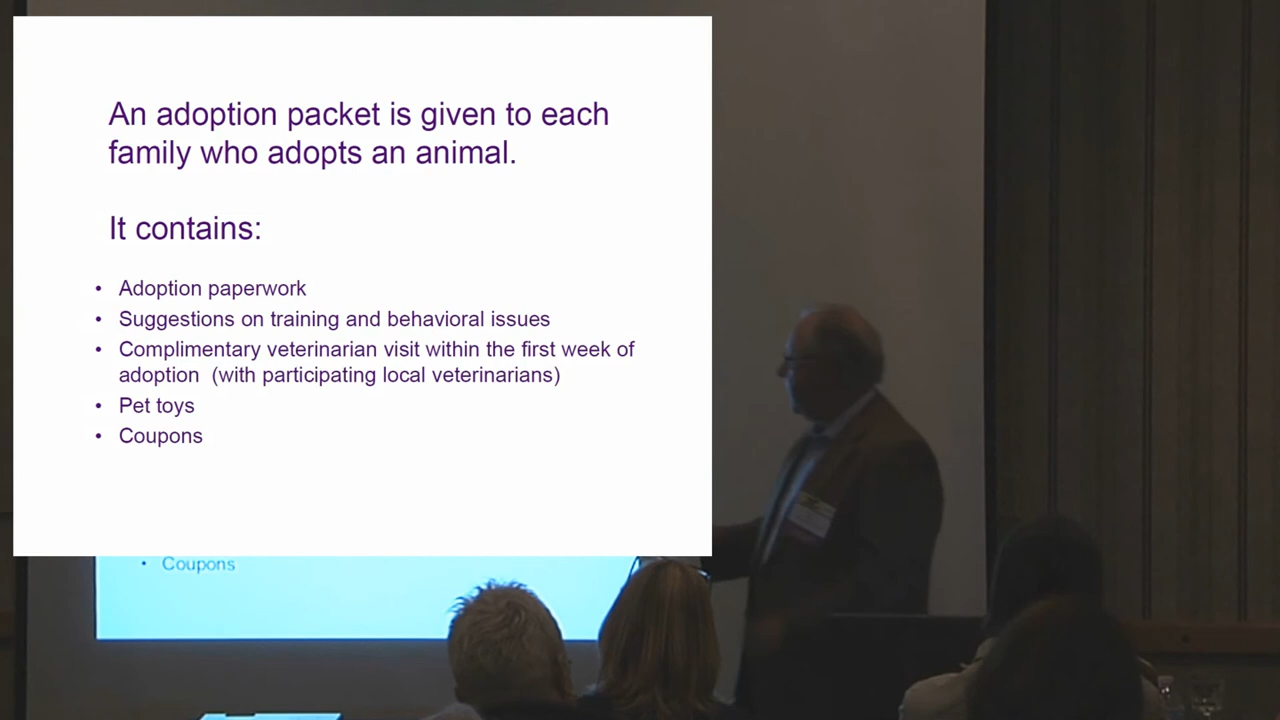 An adoption packet is given to each
family who adopts an animal.
It contains:
• Adoption paperwork
• Suggestions on training and behavioral issues
• Complimentary veterinarian visit within the first week of
adoption (with participating local veterinarians)
• Pet toys
• Coupons
• Coupons